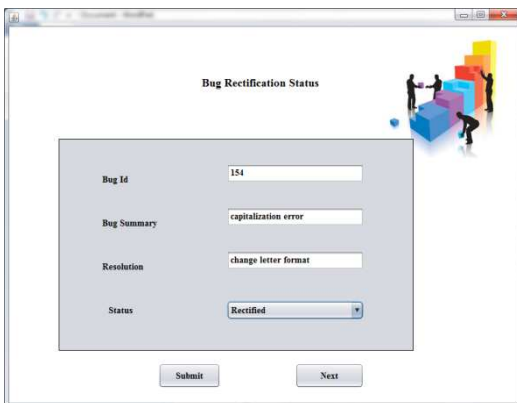 Bug Rectification Status
Bug Id 154
Bug Summary capitalization error
Resolution change letter format
Status Rectified
Submit Next